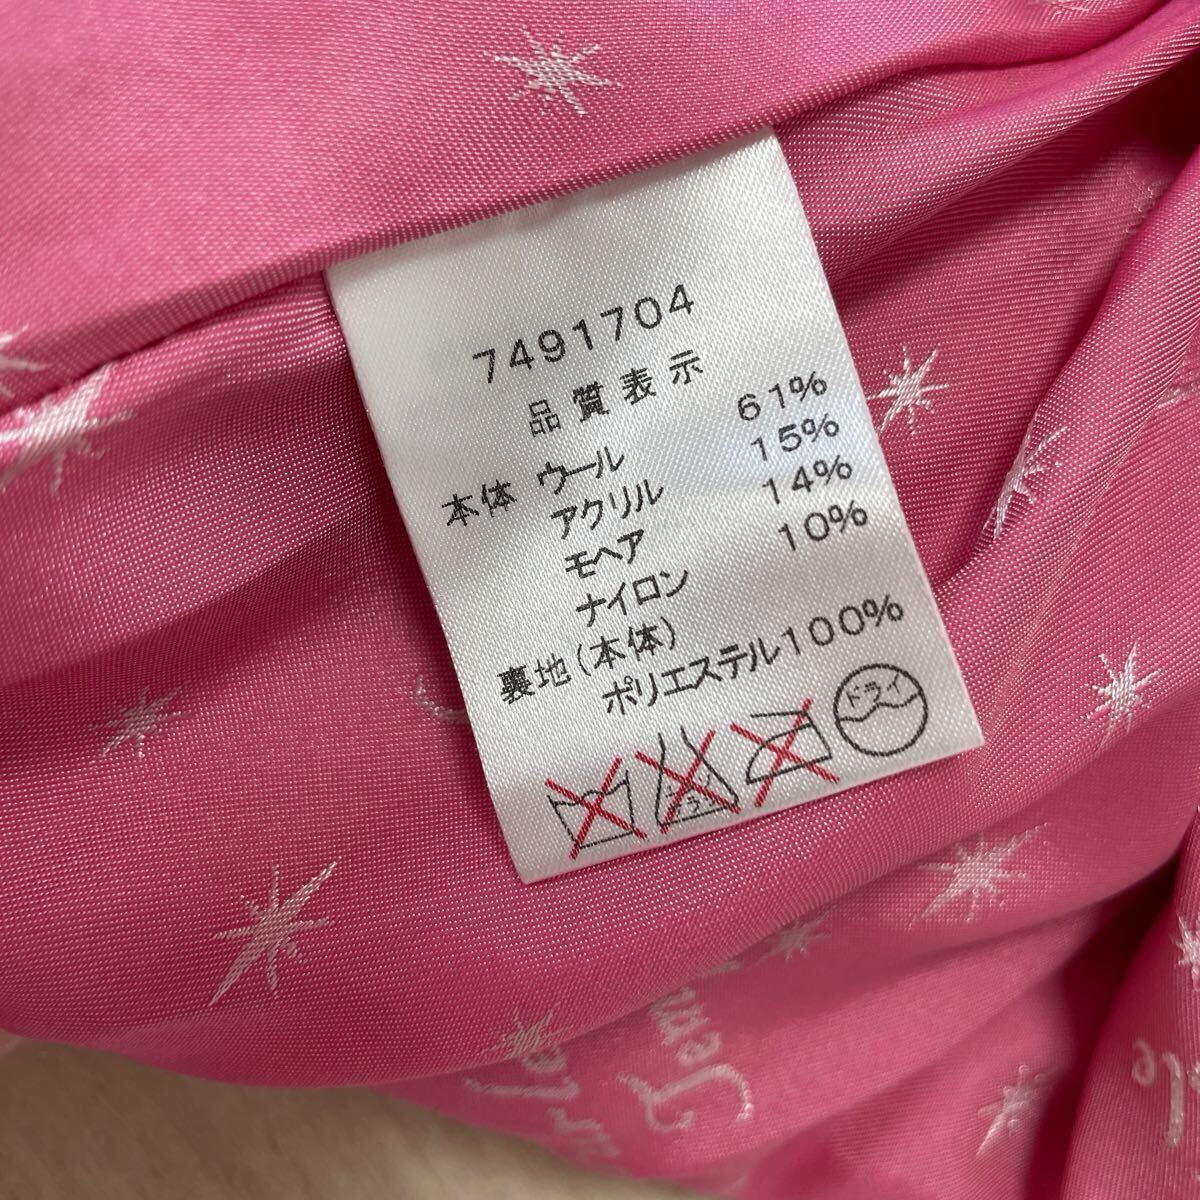 7491704
品質表示
本体 ウール 61%
アクリル 15%
モヘア 14%
ナイロン 10%
裏地(本体)
ポリエステル100%
ドライ